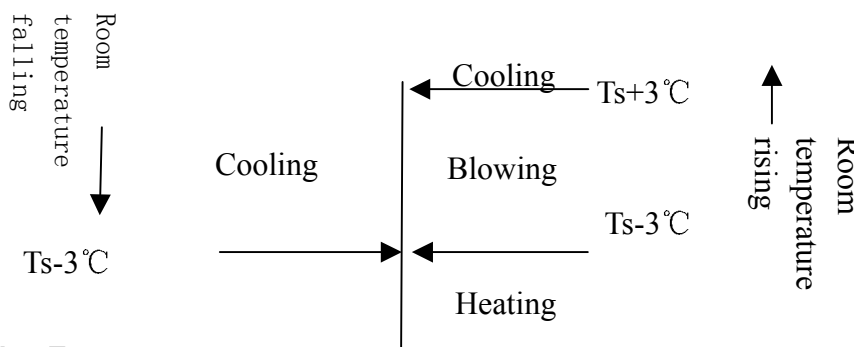 Room
temperature
falling
Cooling
Ts-3℃
Cooling
Ts+3℃
Blowing
Ts-3℃
Heating
Room
temperature
rising